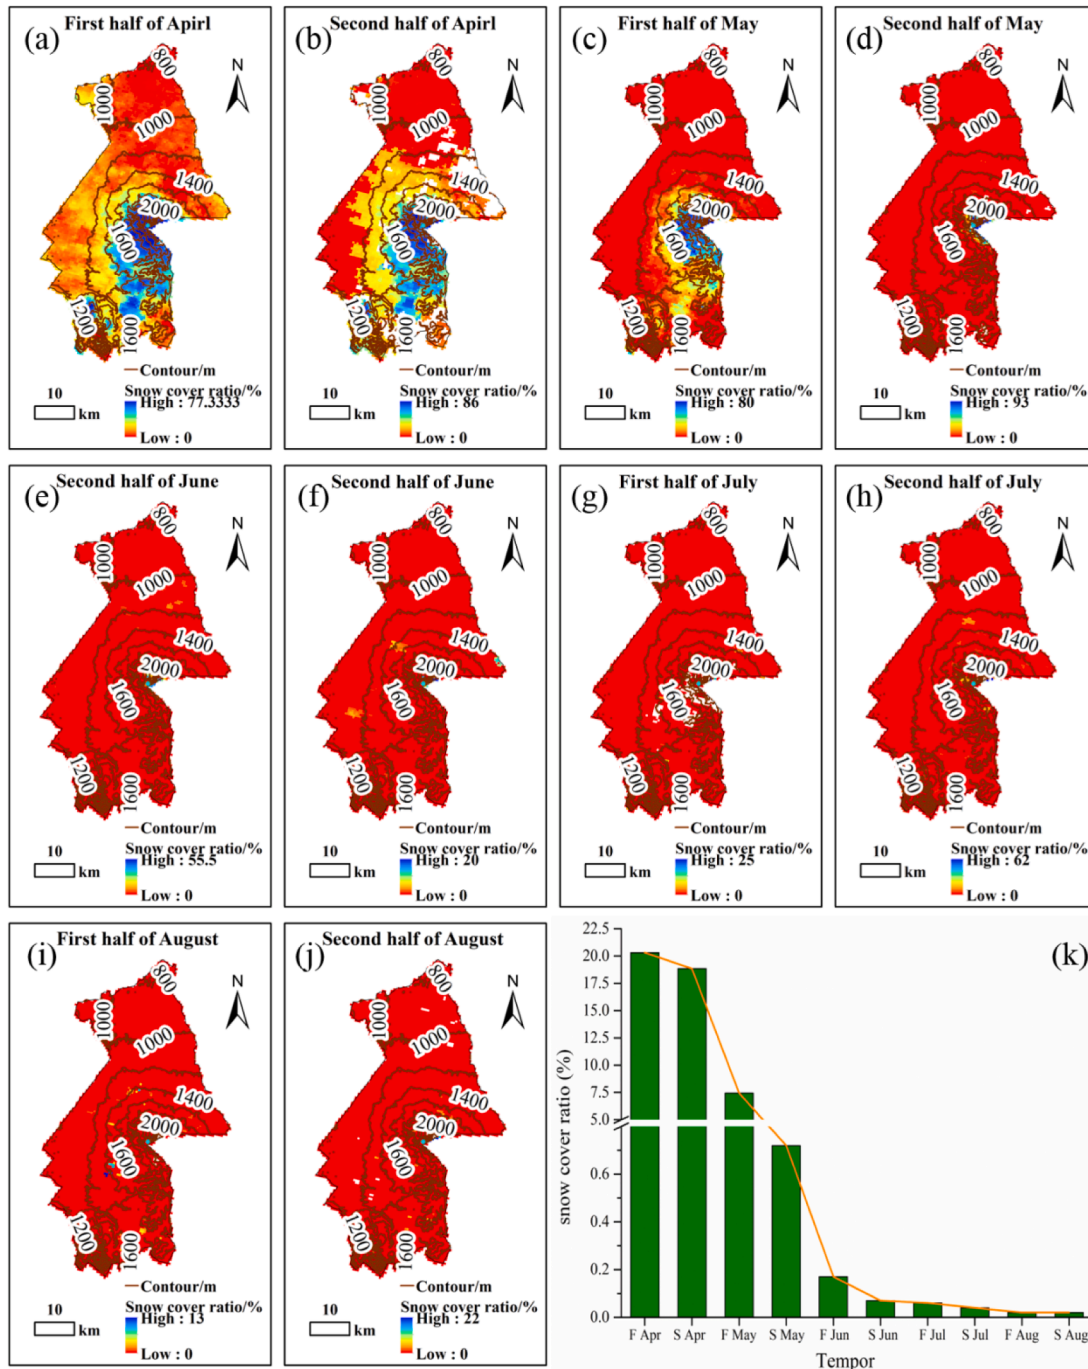 (a)
First half of Apirl
N
800
1000
1000
1400
2000
1600
1200
1600
Contour/m
10
km
Snow cover ratio/%
High : 77.3333
Low : 0
(b)
Second half of Apirl
N
800
1000
1000
1400
2000
1600
1200
1600
Contour/m
10
km
Snow cover ratio/%
High : 86
Low : 0
(c)
First half of May
N
800
1000
1000
1400
2000
1600
1200
1600
Contour/m
10
km
Snow cover ratio/%
High : 80
Low : 0
(d)
Second half of May
N
800
1000
1000
1400
2000
1600
1200
1600
Contour/m
10
km
Snow cover ratio/%
High : 93
Low : 0
(e)
Second half of June
N
800
1000
1000
1400
2000
1600
1200
1600
Contour/m
10
km
Snow cover ratio/%
High : 55.5
Low : 0
(f)
Second half of June
N
800
1000
1000
1400
2000
1600
1200
1600
Contour/m
10
km
Snow cover ratio/%
High : 20
Low : 0
(g)
First half of July
N
800
1000
1000
1400
2000
1600
1200
1600
Contour/m
10
km
Snow cover ratio/%
High : 25
Low : 0
(h)
Second half of July
N
800
1000
1000
1400
2000
1600
1200
1600
Contour/m
10
km
Snow cover ratio/%
High : 62
Low : 0
(i)
First half of August
N
800
1000
1000
1400
2000
1600
1200
1600
Contour/m
10
km
Snow cover ratio/%
High : 13
Low : 0
(j)
Second half of August
N
800
1000
1000
1400
2000
1600
1200
1600
Contour/m
10
km
Snow cover ratio/%
High : 22
Low : 0
(k)
22.5
20.0
17.5
15.0
12.5
10.0
7.5
5.0
0.6
0.4
0.2
0.0
snow cover ratio (%)
F Apr S Apr F May S May F Jun S Jun F Jul S Jul F Aug S Aug
Tempor